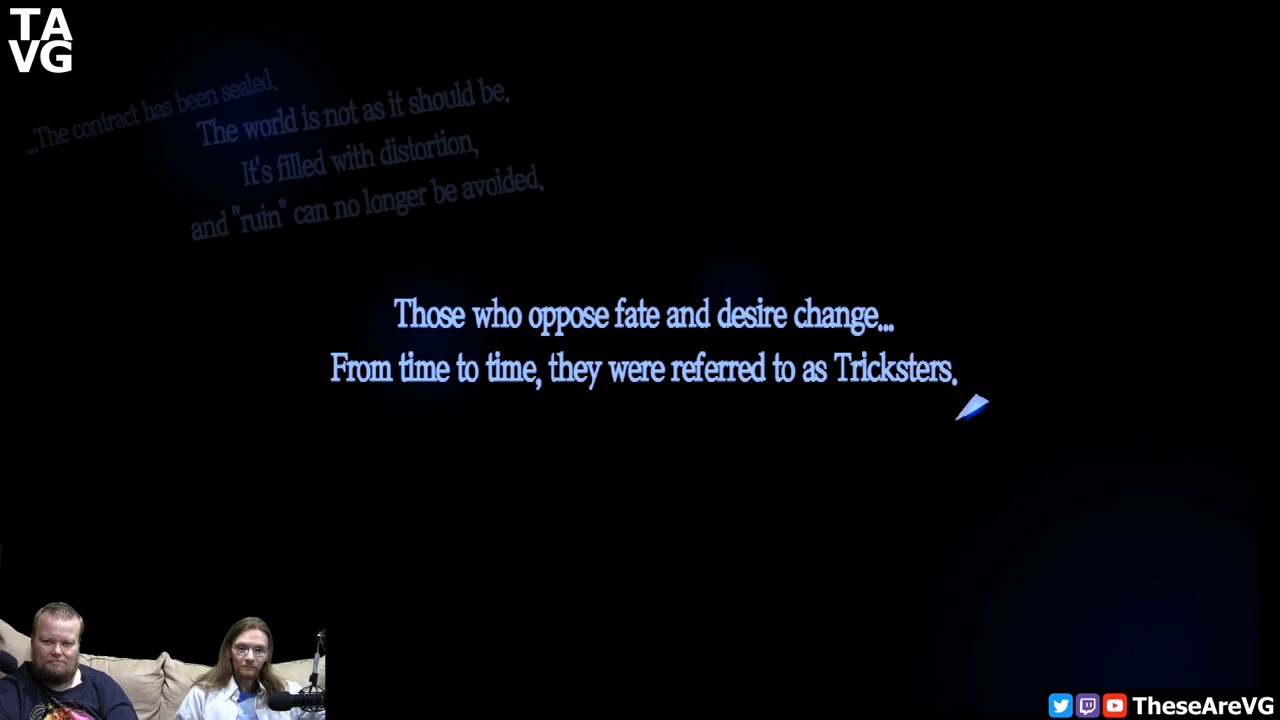 TA
VG
...The contract has been sealed.
The world is not as it should be.
It's filled with distortion,
and "ruin" can no longer be avoided.
Those who oppose fate and desire change...
From time to time, they were referred to as Tricksters.
TheseAreVG